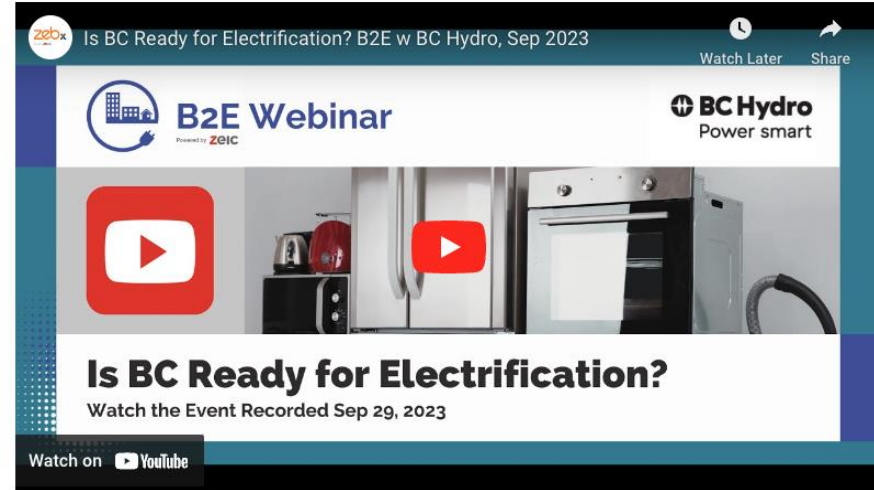 zebx
Is BC Ready for Electrification? B2E w BC Hydro, Sep 2023
Watch Later
Share
B2E Webinar
Powered by zeic
BC Hydro
Power smart
Is BC Ready for Electrification?
Watch the Event Recorded Sep 29, 2023
Watch on YouTube